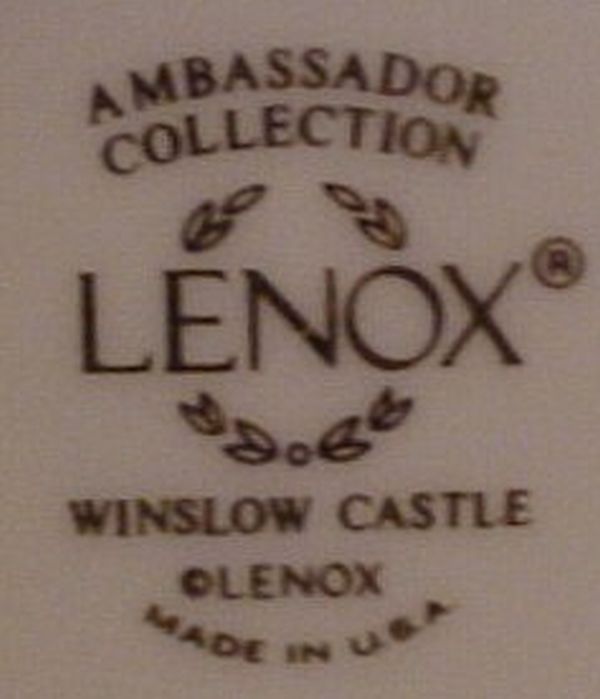 AMBASSADOR
COLLECTION
LENOX®
WINSLOW CASTLE
©LENOX
MADE IN U.S.A.